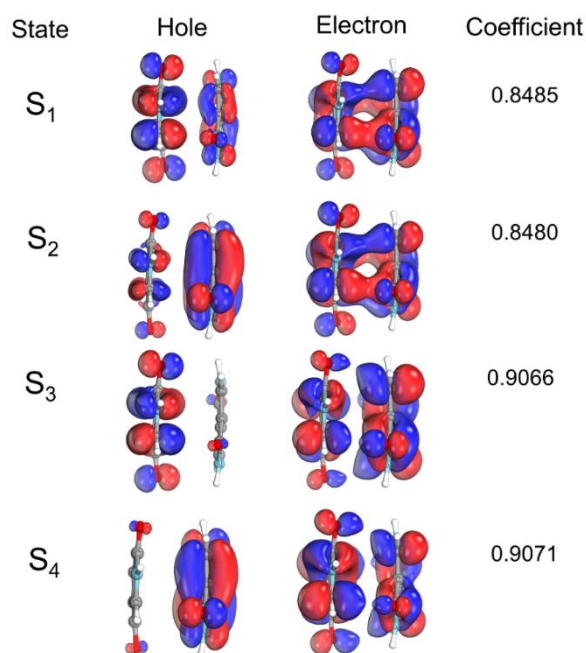 State Hole Electron Coefficient
S₁ 0.8485
S₂ 0.8480
S₃ 0.9066
S₄ 0.9071